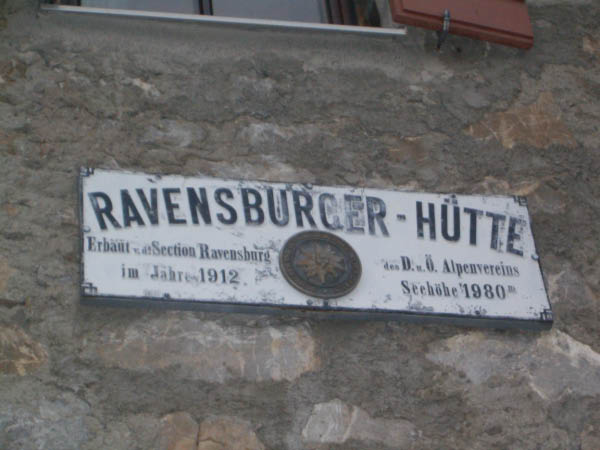 RAVENSBURGER - HÜTTE
Erbaut v. d. Section Ravensburg des D. u. Ö. Alpenvereins
im Jahre 1912 Seehöhe 1980 m